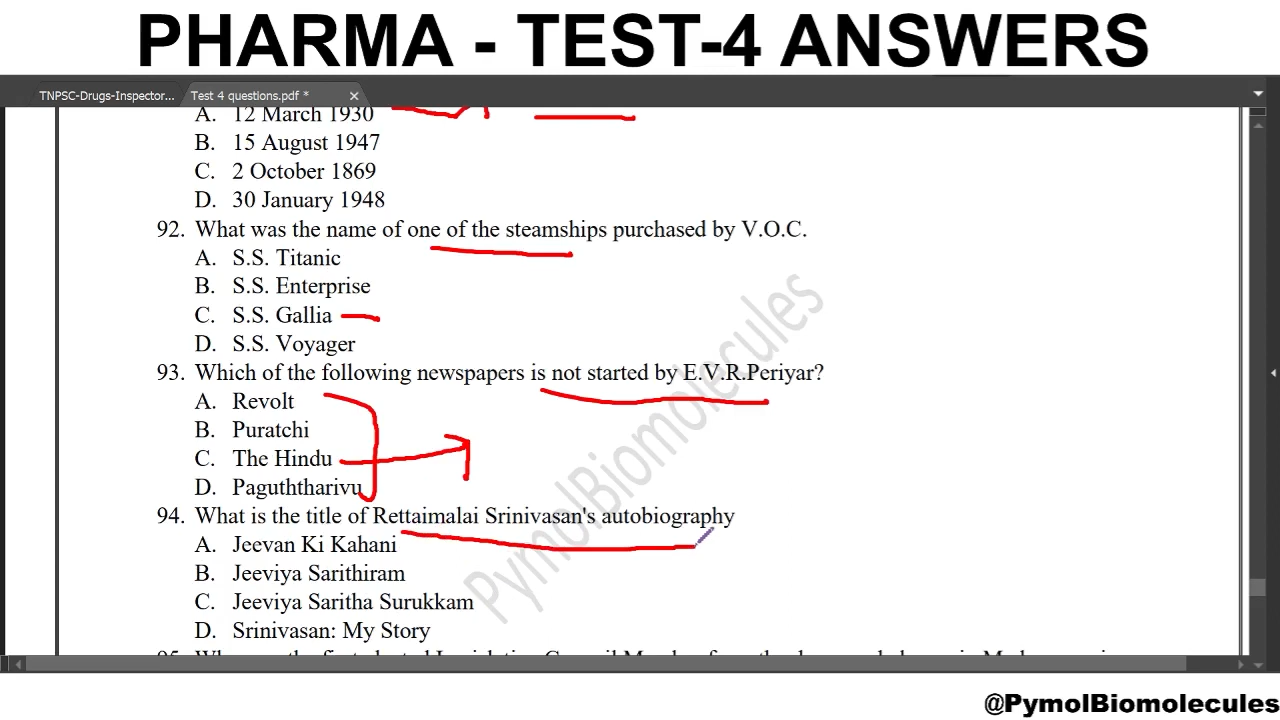 PHARMA - TEST-4 ANSWERS
TNPSC-Drugs-Inspector... Test 4 questions.pdf *
A. 12 March 1930
B. 15 August 1947
C. 2 October 1869
D. 30 January 1948
92. What was the name of one of the steamships purchased by V.O.C.
A. S.S. Titanic
B. S.S. Enterprise
C. S.S. Gallia
D. S.S. Voyager
93. Which of the following newspapers is not started by E.V.R.Periyar?
A. Revolt
B. Puratchi
C. The Hindu
D. Paguththarivu
94. What is the title of Rettaimalai Srinivasan's autobiography
A. Jeevan Ki Kahani
B. Jeeviya Sarithiram
C. Jeeviya Saritha Surukkam
D. Srinivasan: My Story
PymolBiomolecules
@PymolBiomolecules